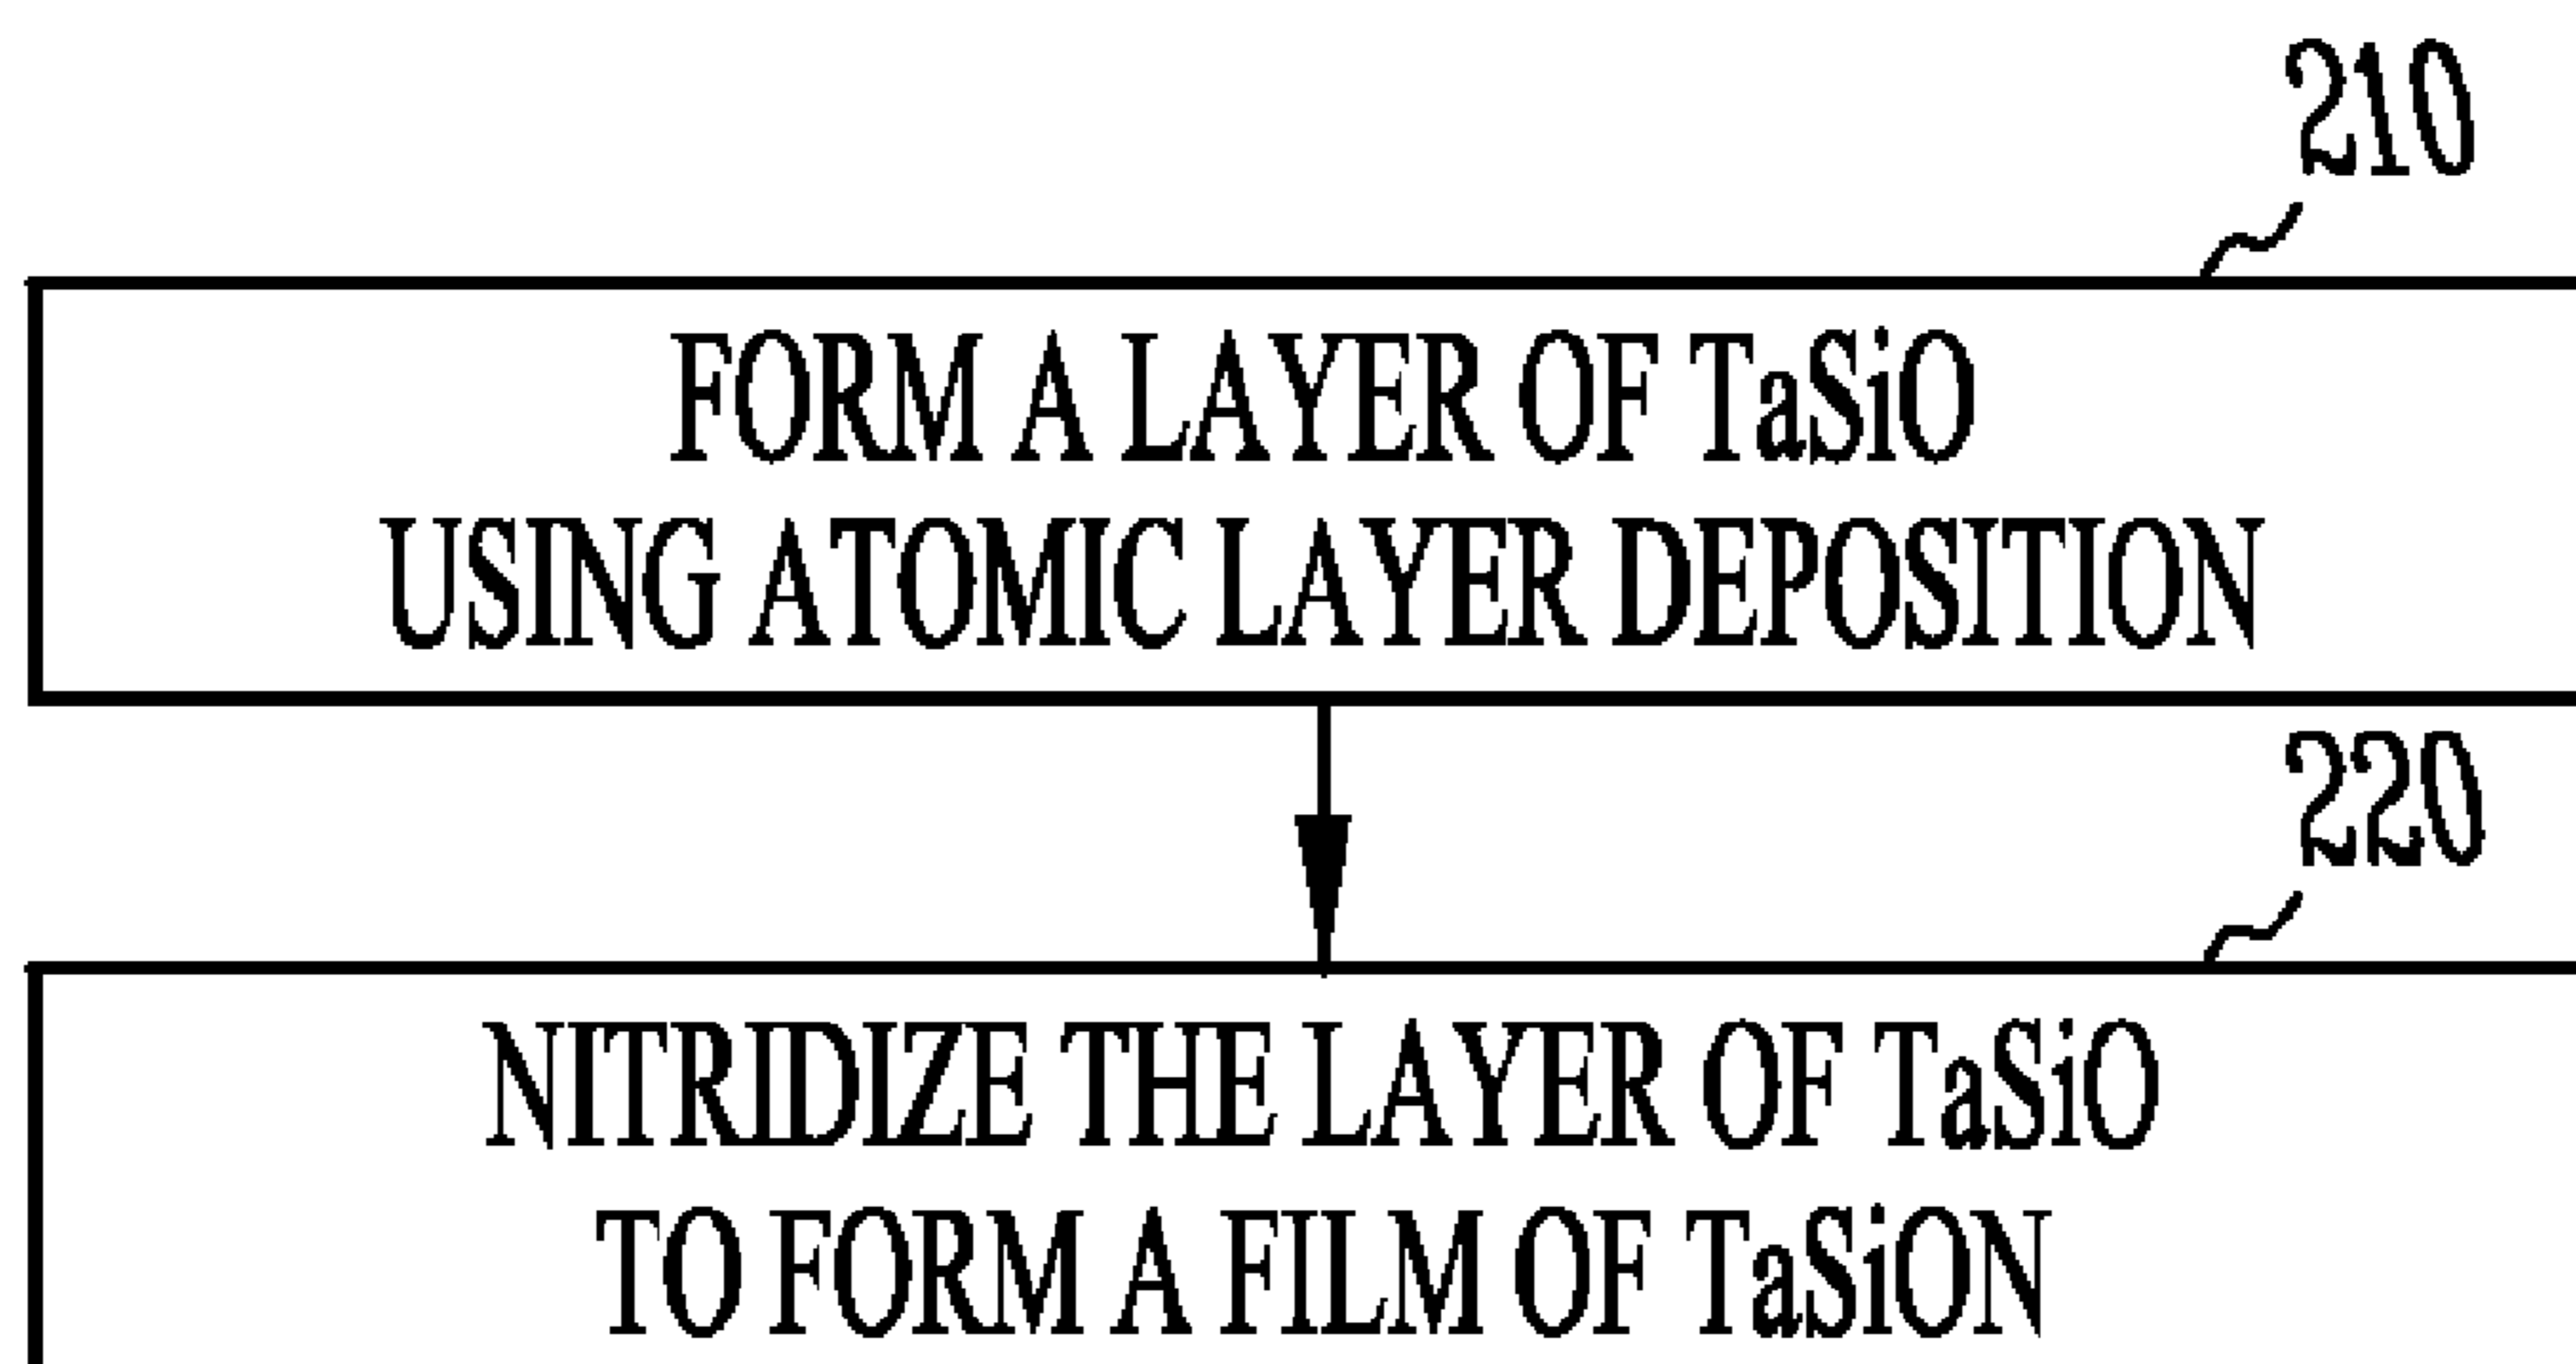 210
FORM A LAYER OF TaSiO
USING ATOMIC LAYER DEPOSITION
220
NITRIDIZE THE LAYER OF TaSiO
TO FORM A FILM OF TaSiON